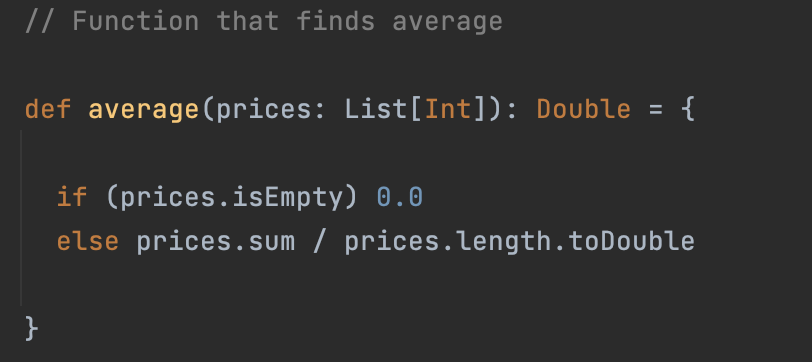 // Function that finds average
def average(prices: List[Int]): Double = {
if (prices.isEmpty) 0.0
else prices.sum / prices.length.toDouble
}